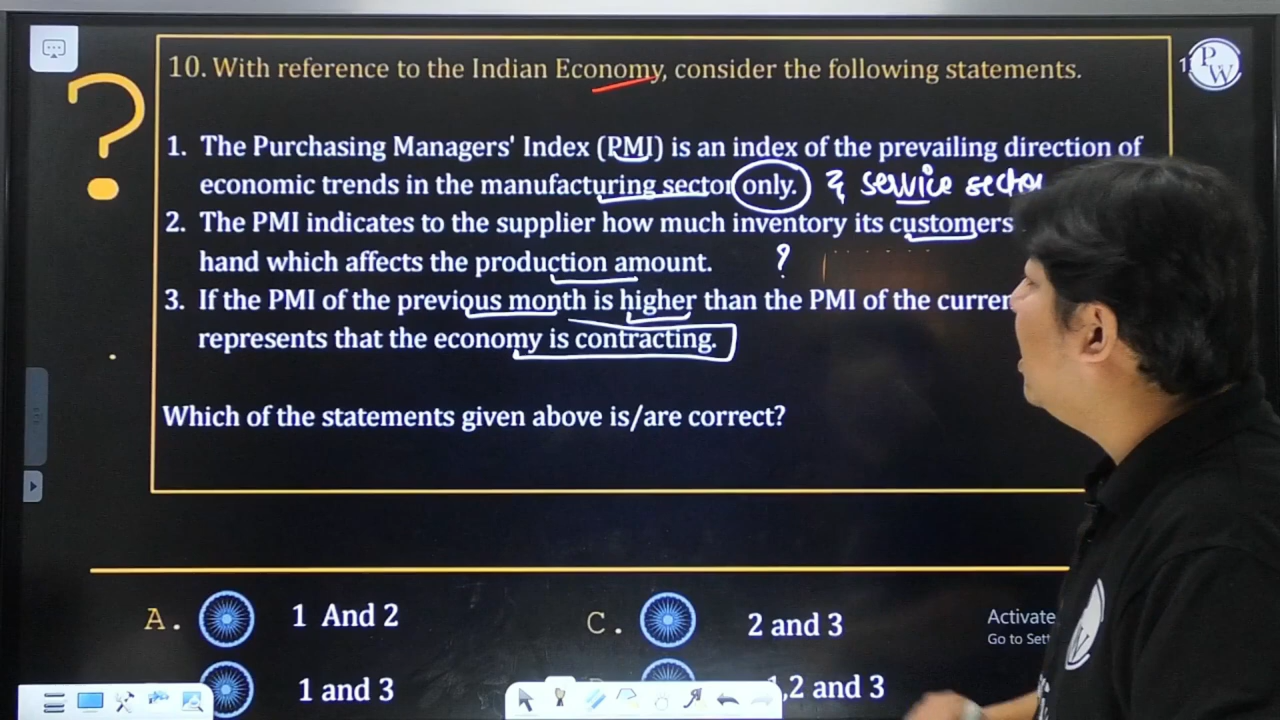 10. With reference to the Indian Economy, consider the following statements.
1. The Purchasing Managers' Index (PMI) is an index of the prevailing direction of
economic trends in the manufacturing sector only. & service sector
2. The PMI indicates to the supplier how much inventory its customers
hand which affects the production amount. ?
3. If the PMI of the previous month is higher than the PMI of the
represents that the economy is contracting.
Which of the statements given above is/are correct?
A. 1 And 2
C. 2 and 3
1 and 3
1,2 and 3
Activate
Go to
PW